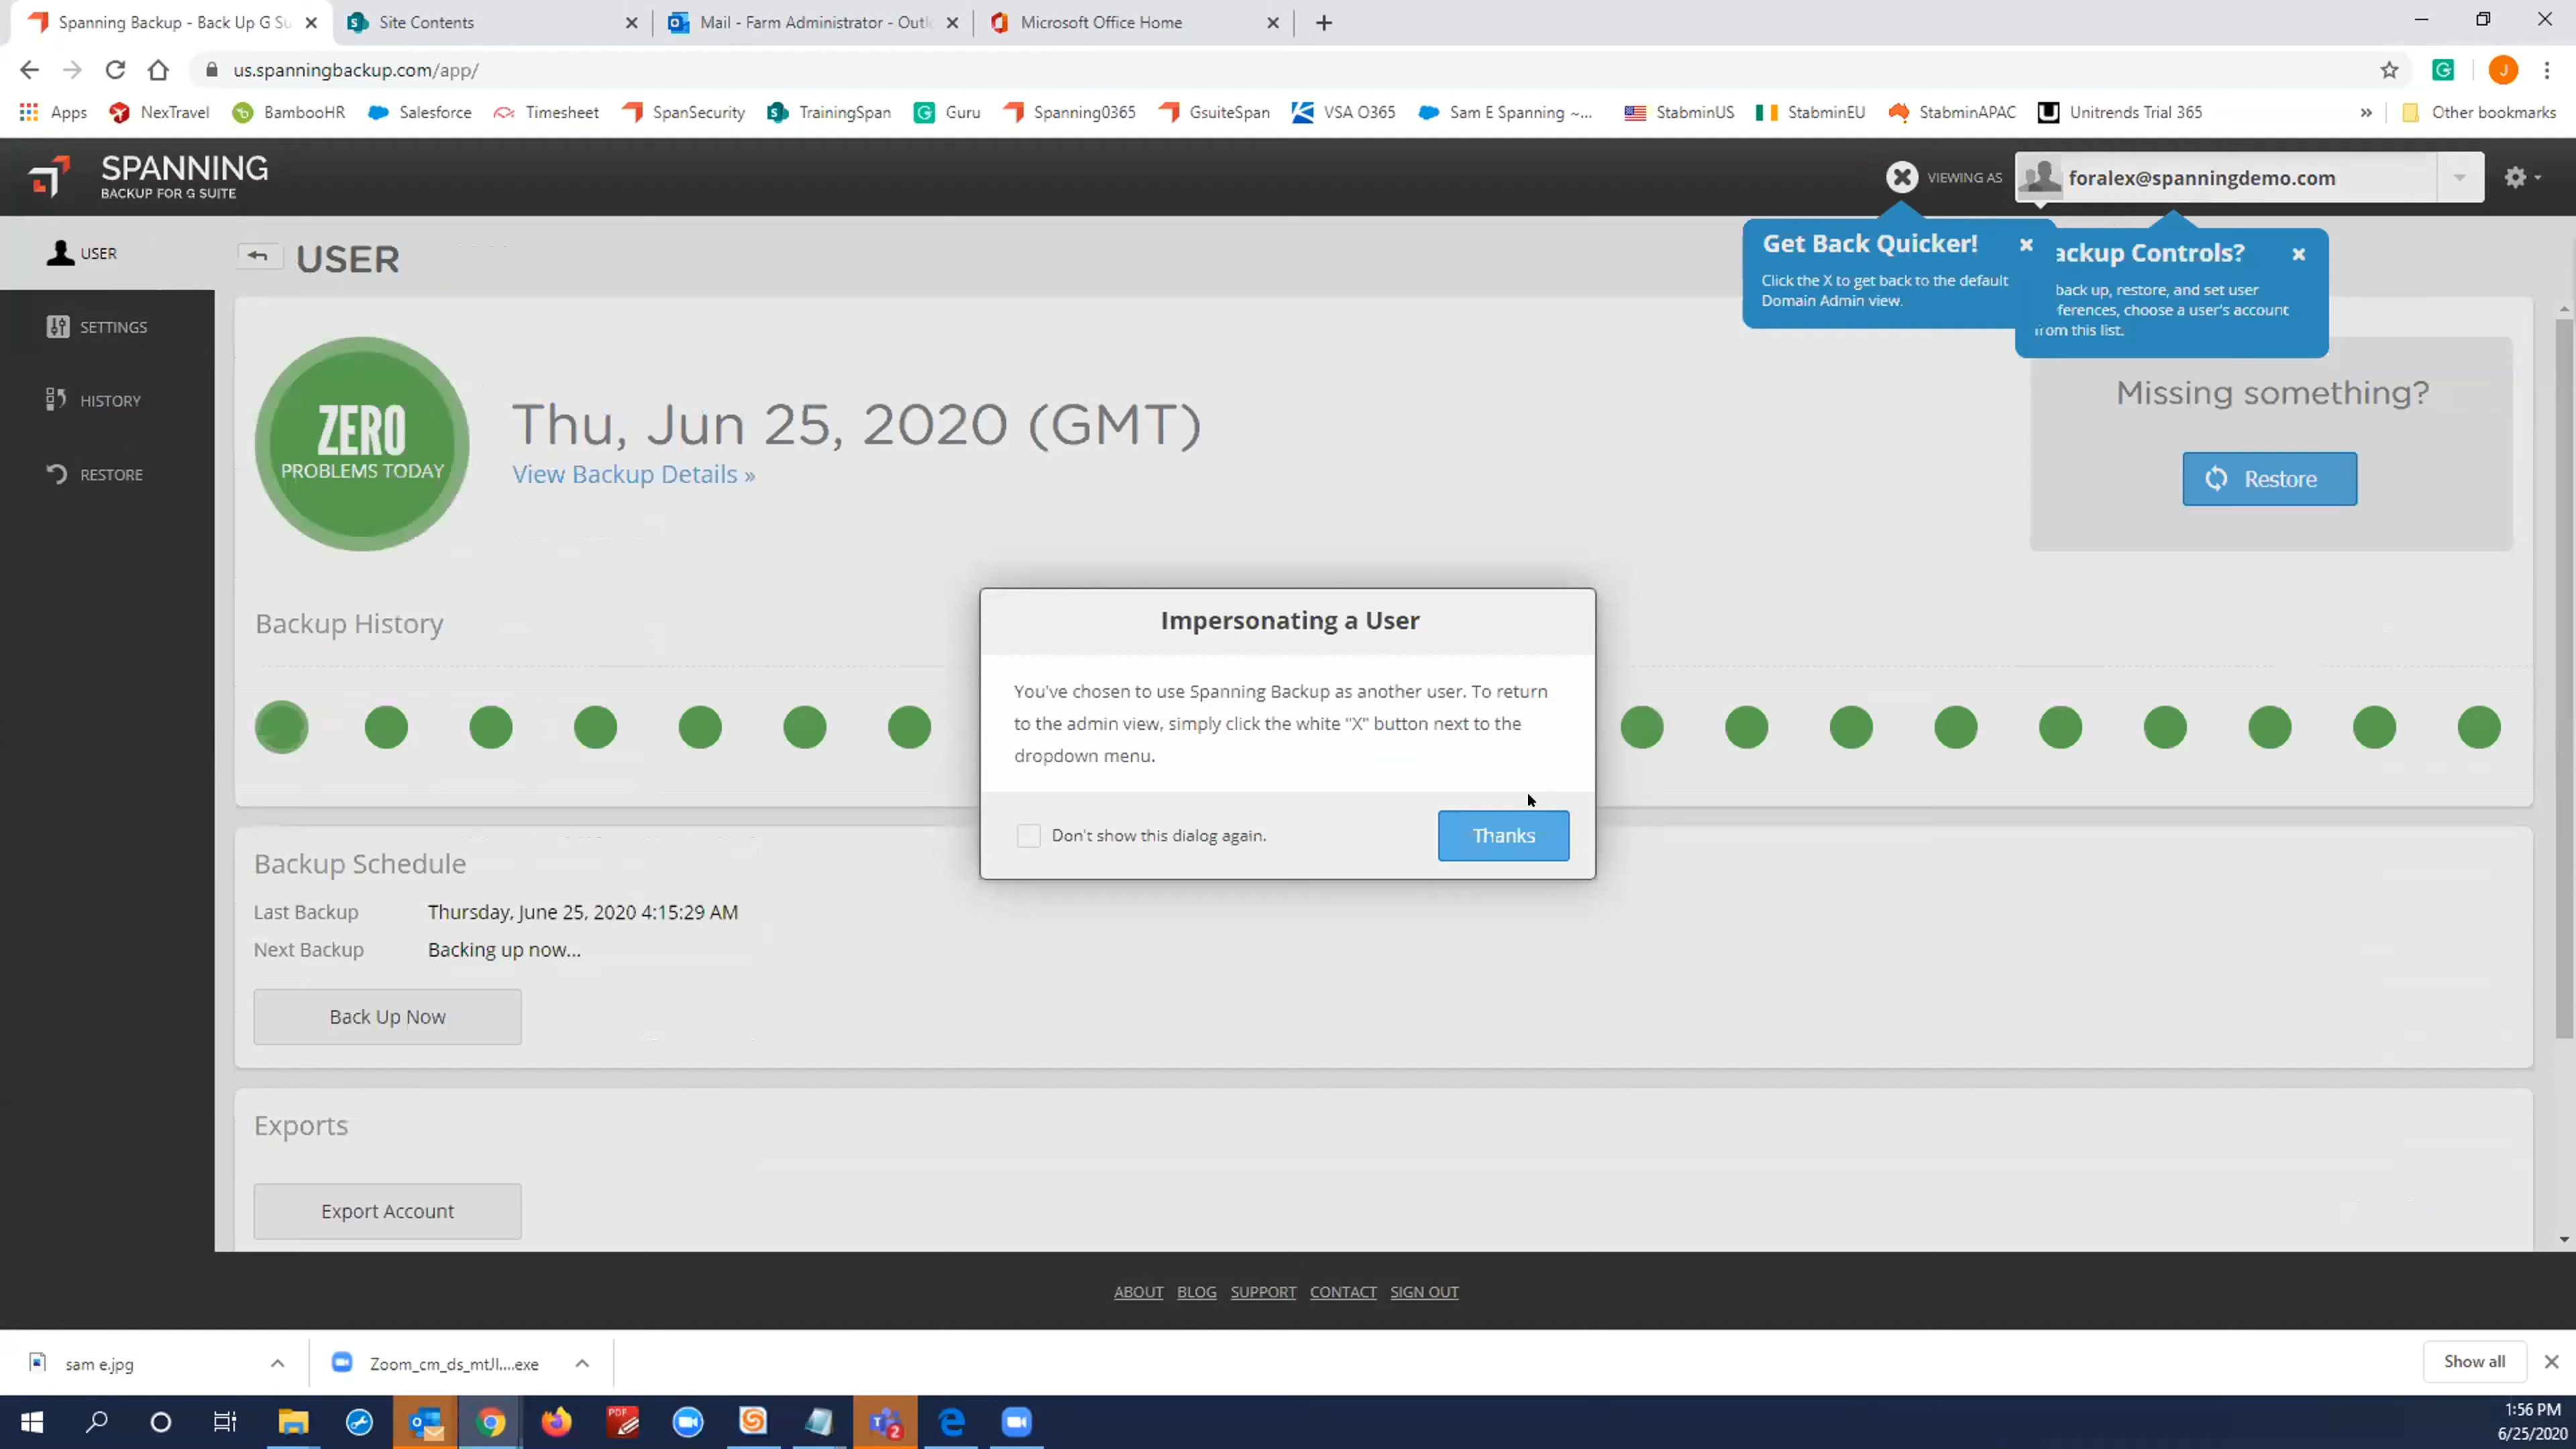 Spanning Backup - Back Up G Su
Site Contents
Mail - Farm Administrator - Outl
Microsoft Office Home
us.spanningbackup.com/app/
J
Apps
NexTravel
BambooHR
Salesforce
Timesheet
SpanSecurity
TrainingSpan
Guru
Spanning0365
GsuiteSpan
VSA O365
Sam E Spanning ~...
StabminUS
StabminEU
StabminAPAC
Unitrends Trial 365
»
Other bookmarks
SPANNING
BACKUP FOR G SUITE
VIEWING AS
foralex@spanningdemo.com
USER
SETTINGS
HISTORY
RESTORE
USER
Get Back Quicker!
Click the X to get back to the default
Domain Admin view.
ackup Controls?
back up, restore, and set user
ferences, choose a user's account
from this list.
ZERO
PROBLEMS TODAY
Thu, Jun 25, 2020 (GMT)
View Backup Details »
Missing something?
Restore
Backup History
Impersonating a User
You've chosen to use Spanning Backup as another user. To return
to the admin view, simply click the white "X" button next to the
dropdown menu.
Don't show this dialog again.
Thanks
Backup Schedule
Last Backup Thursday, June 25, 2020 4:15:29 AM
Next Backup Backing up now...
Back Up Now
Exports
Export Account
ABOUT BLOG SUPPORT CONTACT SIGN OUT
sam e.jpg
Zoom_cm_ds_mtJl....exe
Show all
PDF
2
1:56 PM
6/25/2020